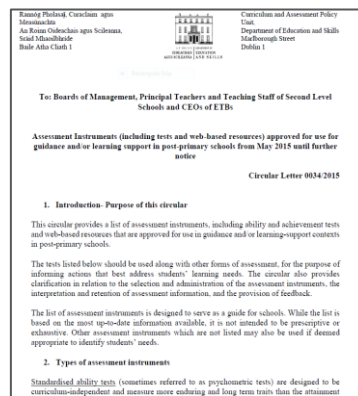 Rannóg Pholasaí, Curaclam agus
Measúnachta
An Roinn Oideachais agus Scileanna,
Sráid Mhaoilbhríde
Baile Átha Cliath 1
Curriculum and Assessment Policy
Unit,
Department of Education and Skills
Marlborough Street
Dublin 1
To: Boards of Management, Principal Teachers and Teaching Staff of Second Level
Schools and CEOs of ETBs
Assessment Instruments (including tests and web-based resources) approved for use for
guidance and/or learning support in post-primary schools from May 2015 until further
notice
Circular Letter 0034/2015
1. Introduction- Purpose of this circular
This circular provides a list of assessment instruments, including ability and achievement tests
and web-based resources that are approved for use in guidance and/or learning-support contexts
in post-primary schools.
The tests listed below should be used along with other forms of assessment, for the purpose of
informing actions that best address students' learning needs. The circular also provides
clarification in relation to the selection and administration of the assessment instruments, the
interpretation and retention of assessment information, and the provision of feedback.
The list of assessment instruments is designed to serve as a guide for schools. While the list is
based on the most up-to-date information available, it is not intended to be prescriptive or
exhaustive. Other assessment instruments which are not listed may also be used if deemed
appropriate to identify students' needs.
2. Types of assessment instruments
Standardised ability tests (sometimes referred to as psychometric tests) are designed to be
curriculum-independent and measure more enduring and long term traits than the attainment